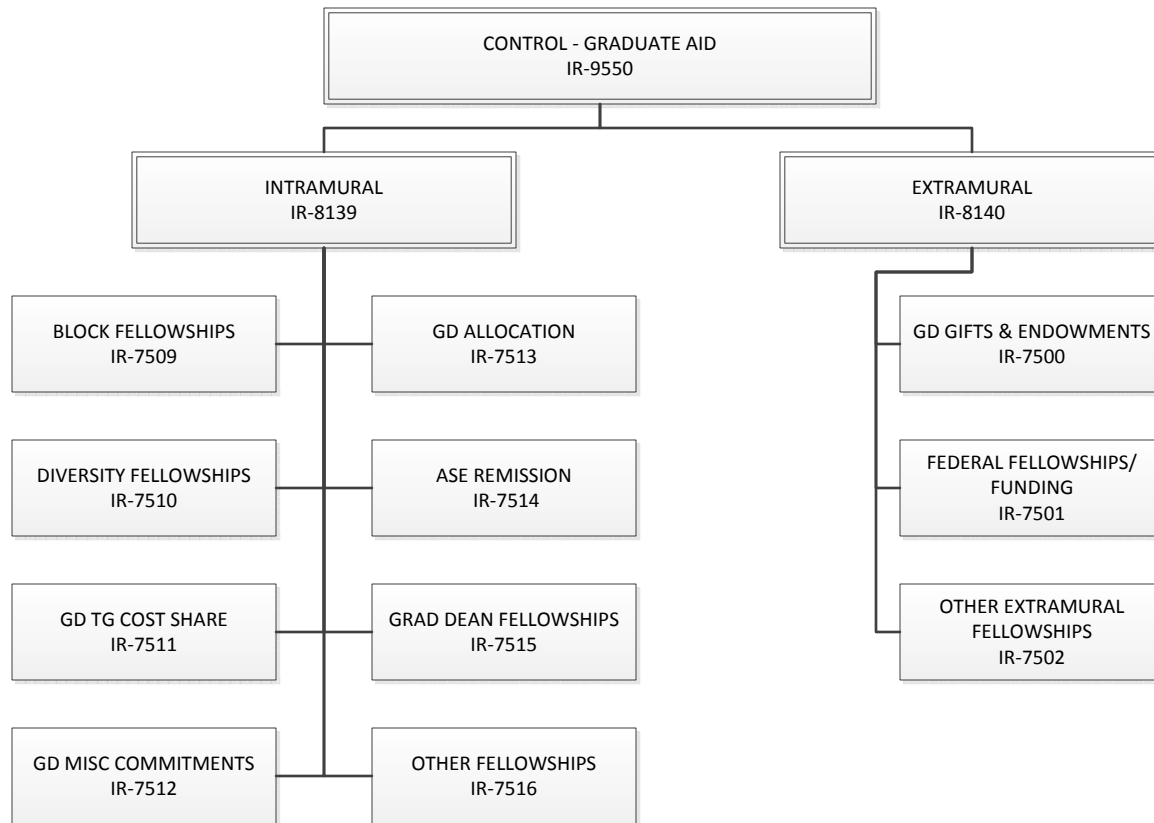 CONTROL - GRADUATE AID
IR-9550
INTRAMURAL
IR-8139
EXTRAMURAL
IR-8140
BLOCK FELLOWSHIPS
IR-7509
GD ALLOCATION
IR-7513
GD GIFTS & ENDOWMENTS
IR-7500
DIVERSITY FELLOWSHIPS
IR-7510
ASE REMISSION
IR-7514
FEDERAL FELLOWSHIPS/
FUNDING
IR-7501
GD TG COST SHARE
IR-7511
GRAD DEAN FELLOWSHIPS
IR-7515
OTHER EXTRAMURAL
FELLOWSHIPS
IR-7502
GD MISC COMMITMENTS
IR-7512
OTHER FELLOWSHIPS
IR-7516